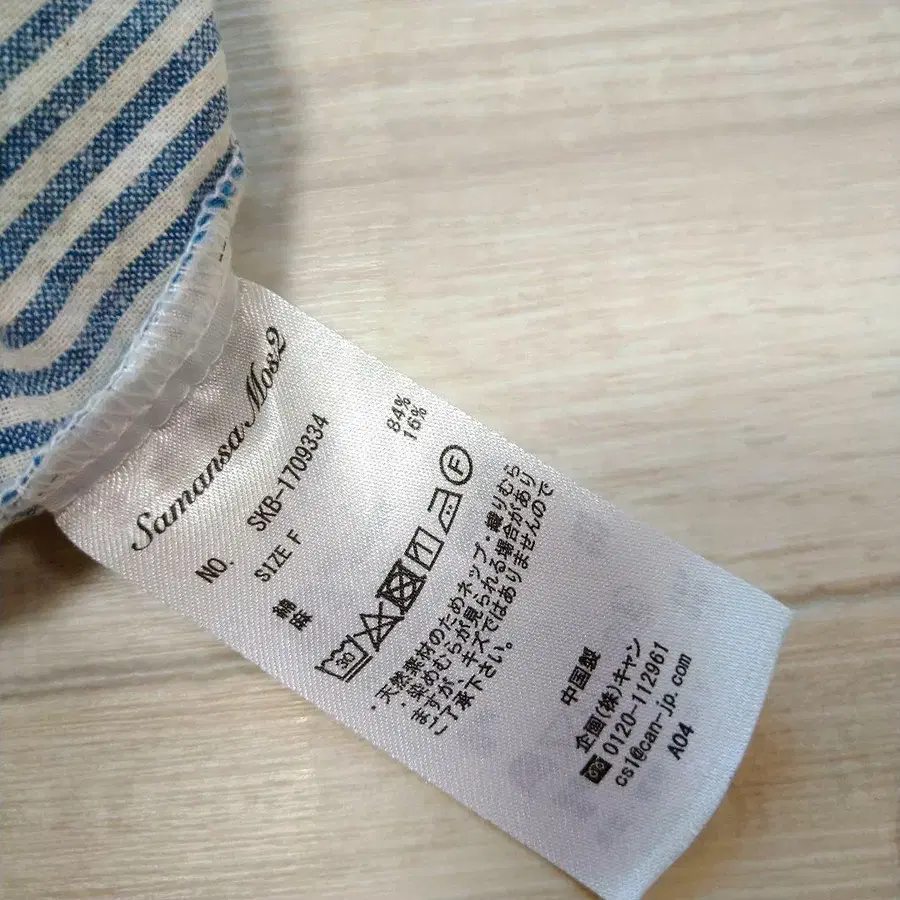 Samansa Mos2
NO. SKB-1709334
SIZE F
綿 84%
麻 16%
30 F
・天然素材のためネップ・織りむら
・染めむらが見られる場合があり
ますが、キズではありませんので
ご了承下さい。
中国製
企画(株)キャン
0120-112961
cs1@can-jp.com
A04